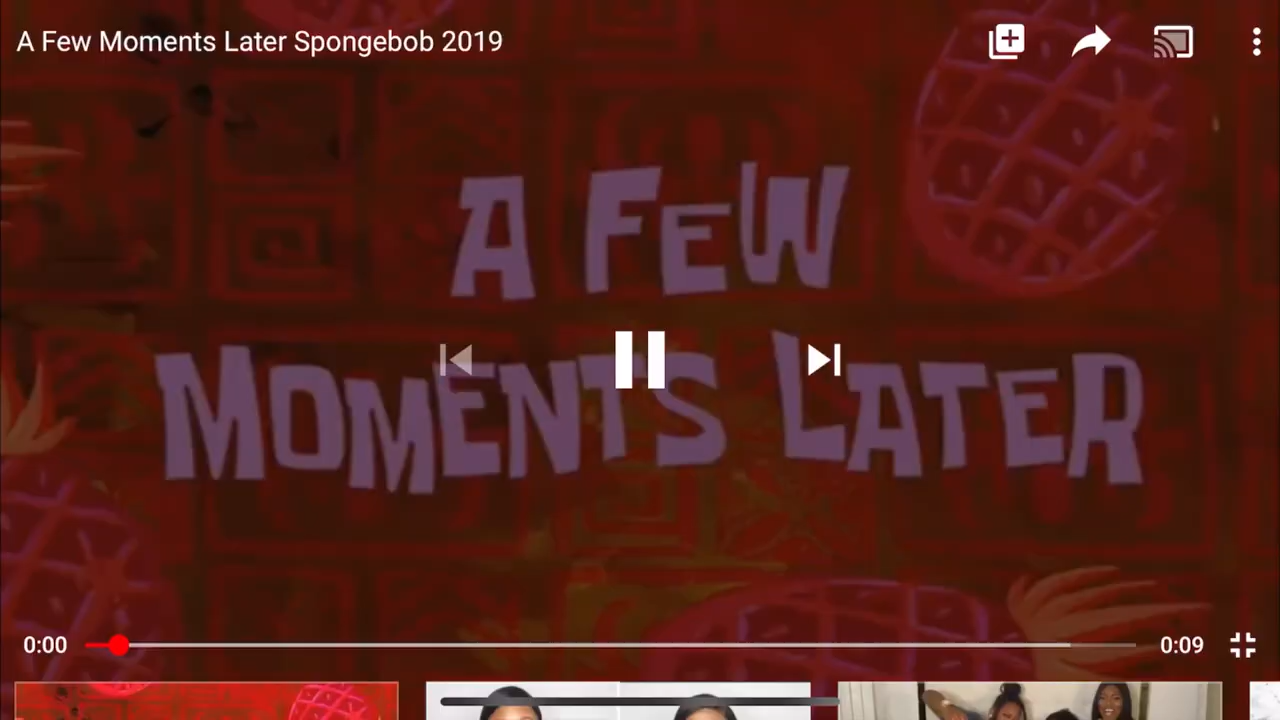 A Few Moments Later Spongebob 2019
A FEW
MOMENTS LATER
0:00
0:09